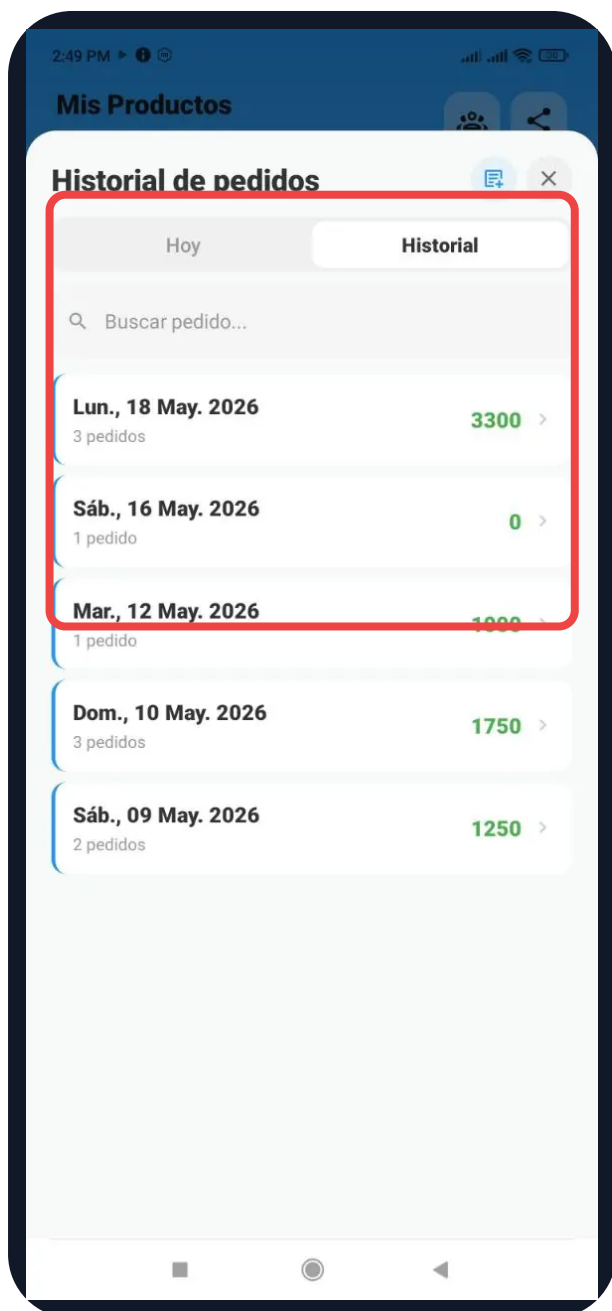 2:49 PM
Mis Productos
Historial de pedidos
Hoy
Historial
Buscar pedido...
Lun., 18 May. 2026
3300
3 pedidos
Sáb., 16 May. 2026
0
1 pedido
Mar., 12 May. 2026
1 pedido
Dom., 10 May. 2026
1750
3 pedidos
Sáb., 09 May. 2026
1250
2 pedidos